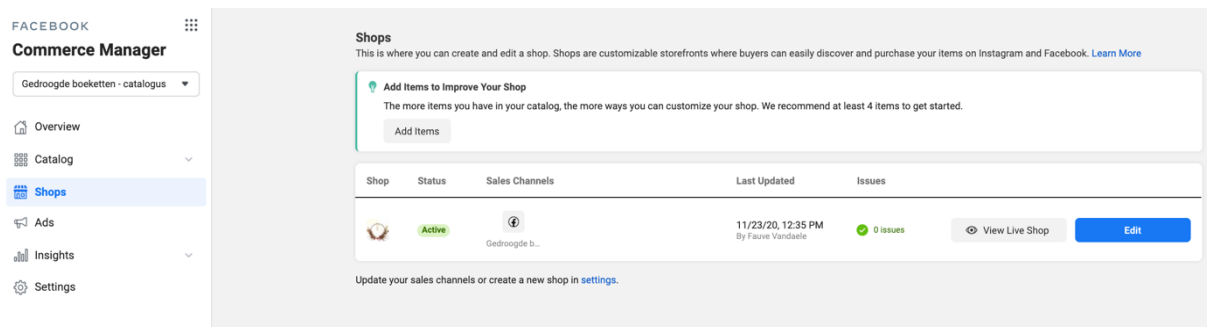 FACEBOOK
Commerce Manager
Gedroogde boeketten - catalogus
Overview
Catalog
Shops
Ads
Insights
Settings
Shops
This is where you can create and edit a shop. Shops are customizable storefronts where buyers can easily discover and purchase your items on Instagram and Facebook. Learn More
Add Items to Improve Your Shop
The more items you have in your catalog, the more ways you can customize your shop. We recommend at least 4 items to get started.
Add Items
Shop Status Sales Channels Last Updated Issues
Active
Gedroogde b...
11/23/20, 12:35 PM
By Fauve Vandaele
0 issues
View Live Shop
Edit
Update your sales channels or create a new shop in settings.